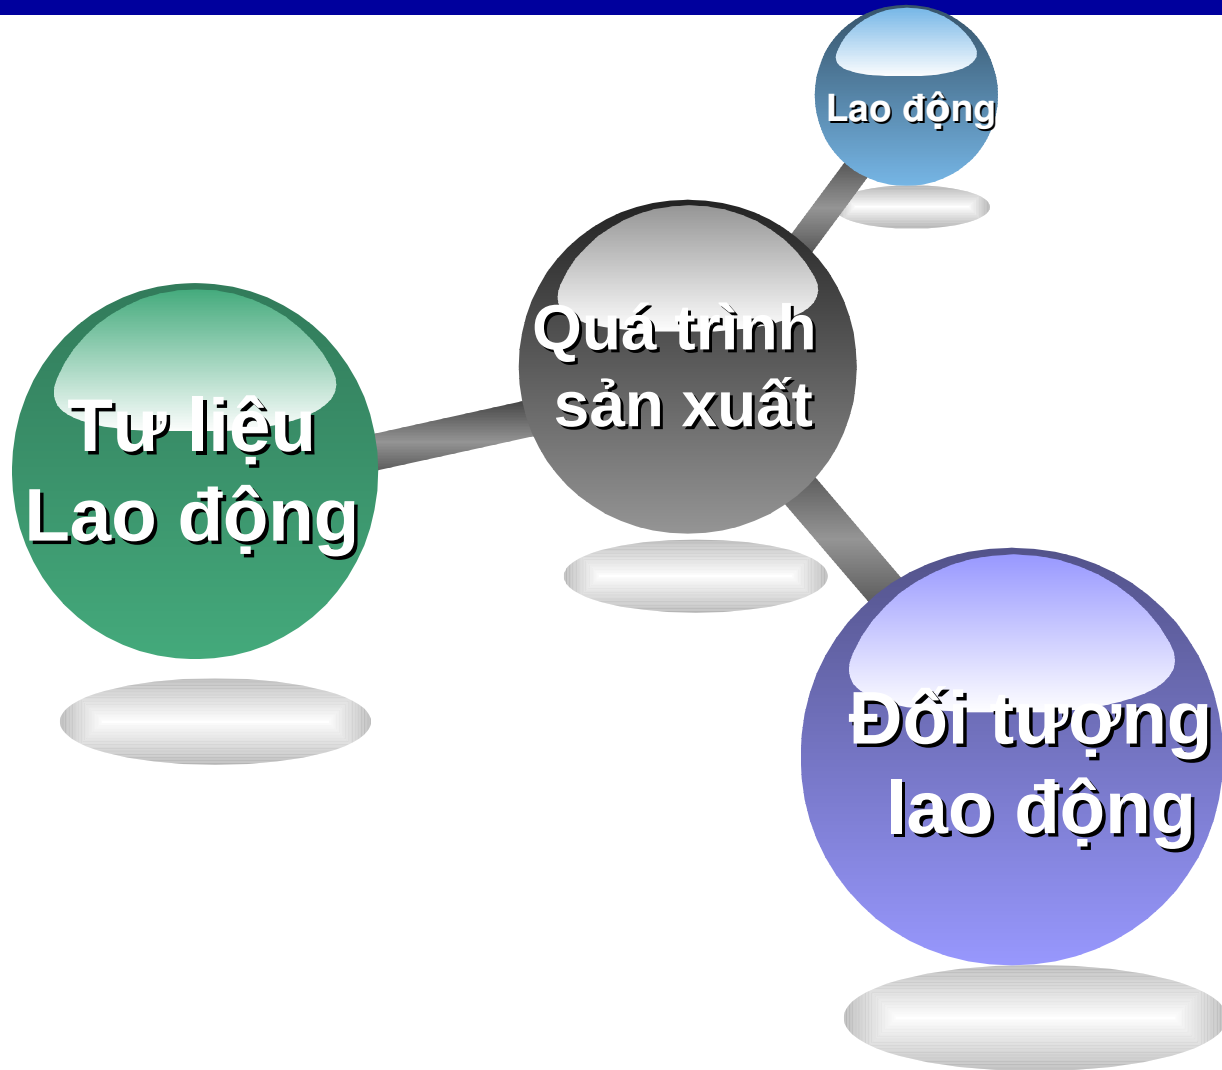 Lao động
Quá trình
sản xuất
Tư liệu
Lao động
Đối tượng
lao động